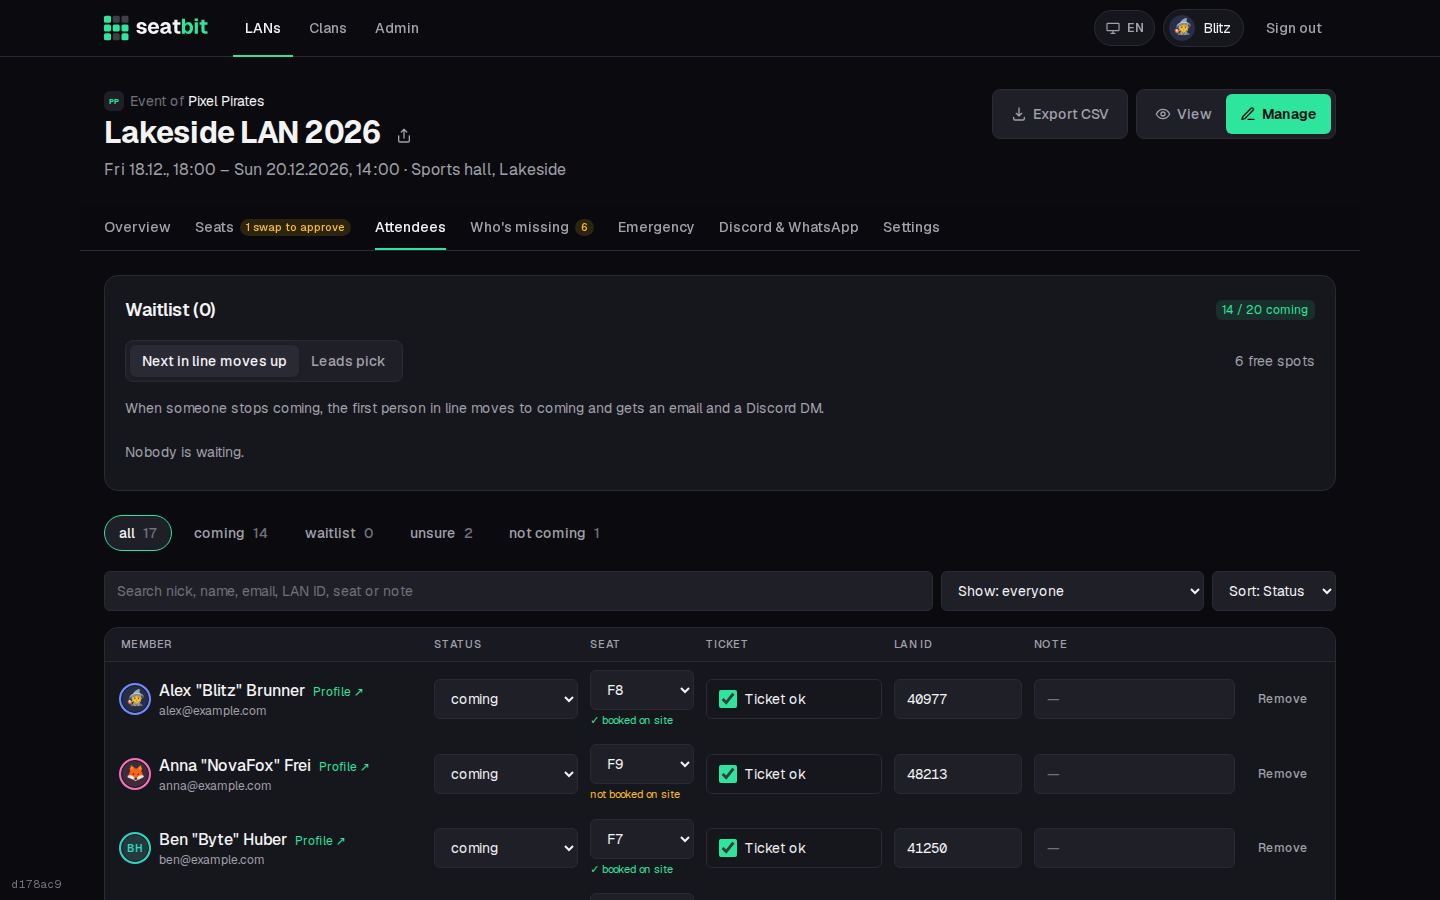 seatbit
LANs
Clans
Admin
EN
Blitz
Sign out
PP
Event of Pixel Pirates
Lakeside LAN 2026
Fri 18.12., 18:00 – Sun 20.12.2026, 14:00 · Sports hall, Lakeside
Export CSV
View
Manage
Overview
Seats 1 swap to approve
Attendees
Who's missing 6
Emergency
Discord & WhatsApp
Settings
Waitlist (0)
14 / 20 coming
Next in line moves up
Leads pick
6 free spots
When someone stops coming, the first person in line moves to coming and gets an email and a Discord DM.
Nobody is waiting.
all 17
coming 14
waitlist 0
unsure 2
not coming 1
Search nick, name, email, LAN ID, seat or note
Show: everyone
Sort: Status
MEMBER
STATUS
SEAT
TICKET
LAN ID
NOTE
Alex "Blitz" Brunner Profile ↗
alex@example.com
coming
F8
✓ booked on site
Ticket ok
40977
—
Remove
Anna "NovaFox" Frei Profile ↗
anna@example.com
coming
F9
not booked on site
Ticket ok
48213
—
Remove
BH
Ben "Byte" Huber Profile ↗
ben@example.com
coming
F7
✓ booked on site
Ticket ok
41250
—
Remove
d178ac9